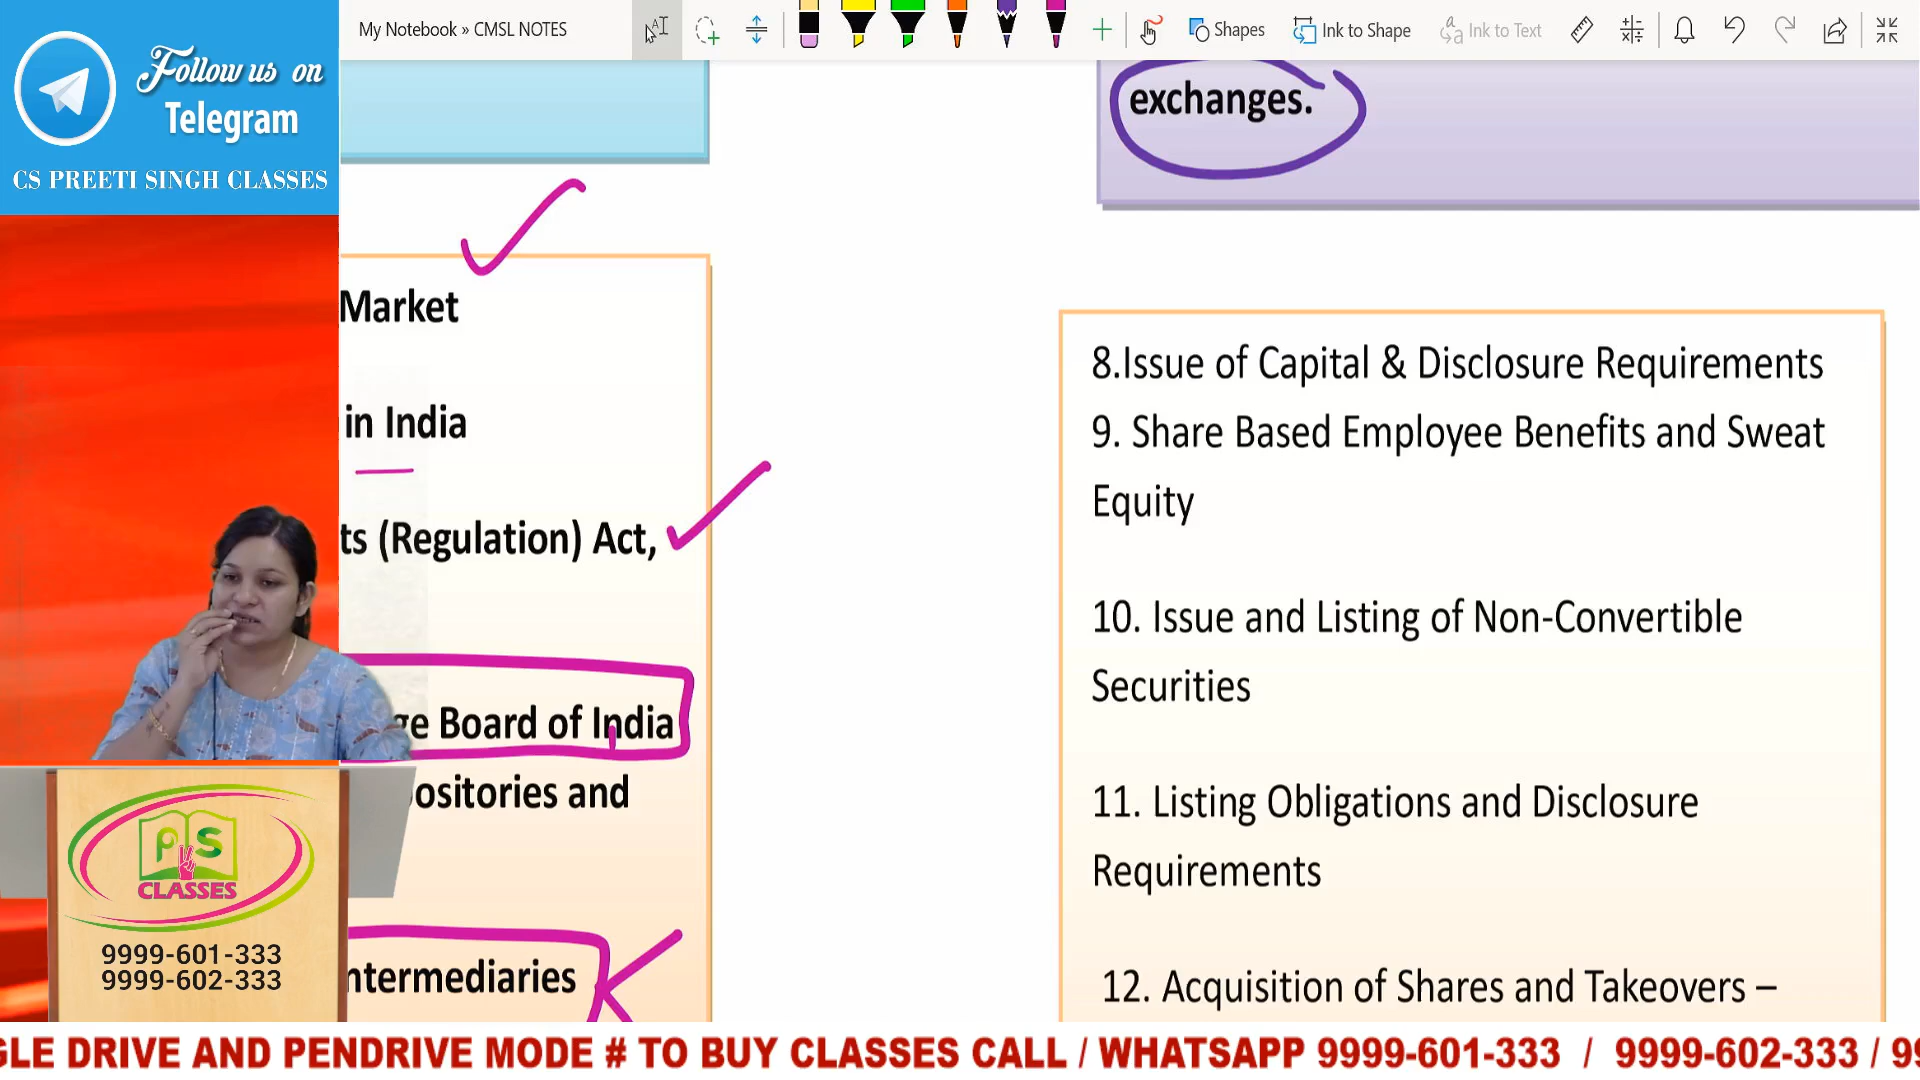 Follow us on
Telegram
CS PREETI SINGH CLASSES
My Notebook » CMSL NOTES
Shapes
Ink to Shape
Ink to Text
exchanges.
Market
in India
ts (Regulation) Act,
ge Board of India
ositories and
ntermediaries
8.Issue of Capital & Disclosure Requirements
9. Share Based Employee Benefits and Sweat
Equity
10. Issue and Listing of Non-Convertible
Securities
11. Listing Obligations and Disclosure
Requirements
12. Acquisition of Shares and Takeovers –
PS
CLASSES
9999-601-333
9999-602-333
GLE DRIVE AND PENDRIVE MODE # TO BUY CLASSES CALL / WHATSAPP 9999-601-333 / 9999-602-333 / 99